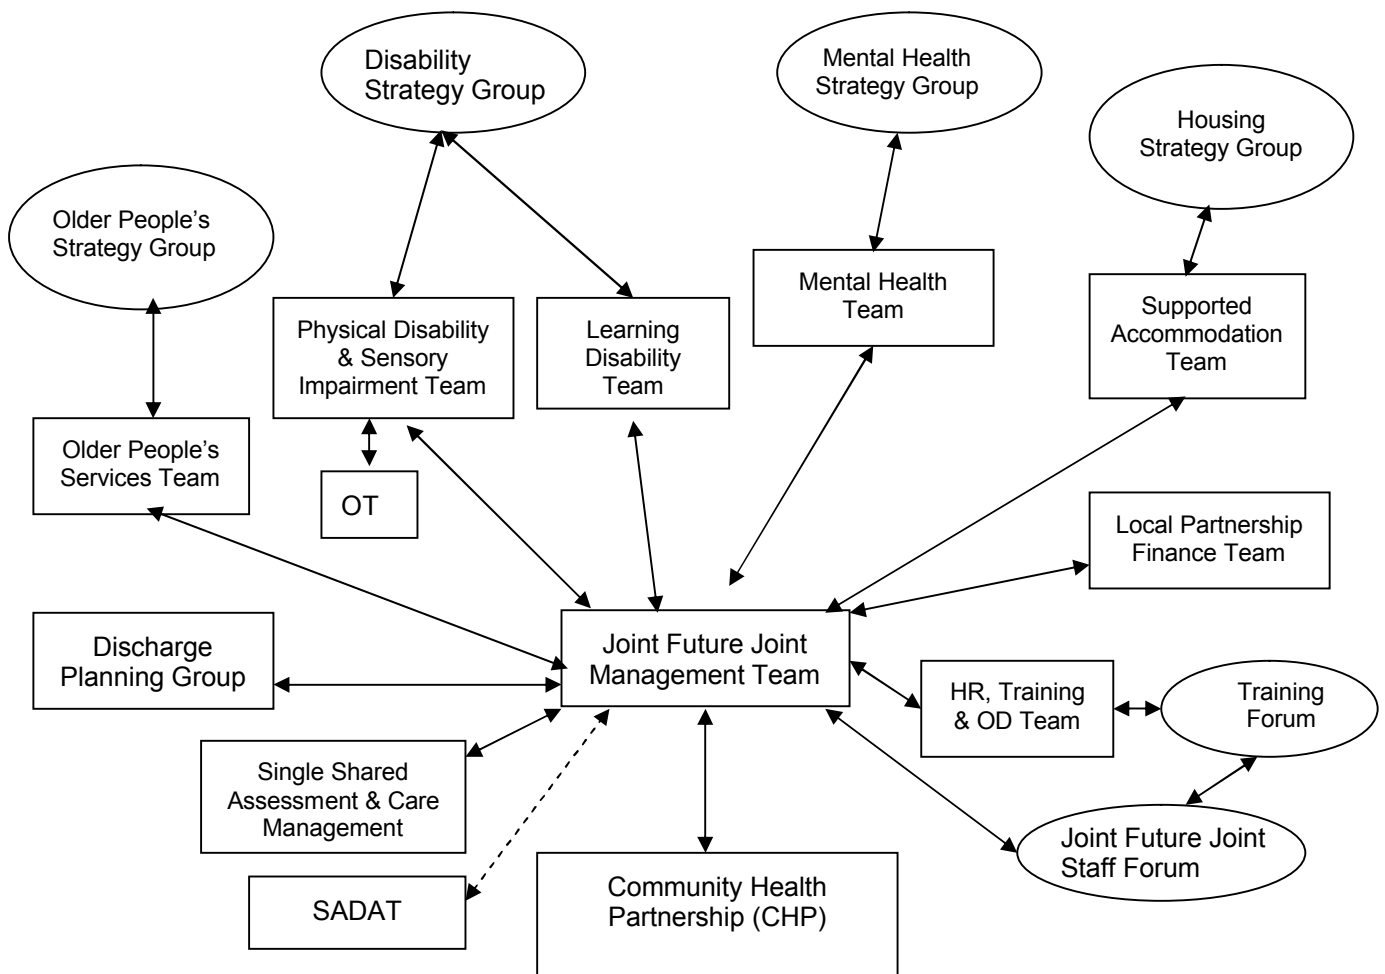 Disability
Strategy Group
Mental Health
Strategy Group
Housing
Strategy Group
Older People’s
Strategy Group
Physical Disability
& Sensory
Impairment Team
Learning
Disability
Team
Mental Health
Team
Supported
Accommodation
Team
Older People’s
Services Team
OT
Local Partnership
Finance Team
Discharge
Planning Group
Joint Future Joint
Management Team
HR, Training
& OD Team
Training
Forum
Single Shared
Assessment & Care
Management
Joint Future Joint
Staff Forum
SADAT
Community Health
Partnership (CHP)